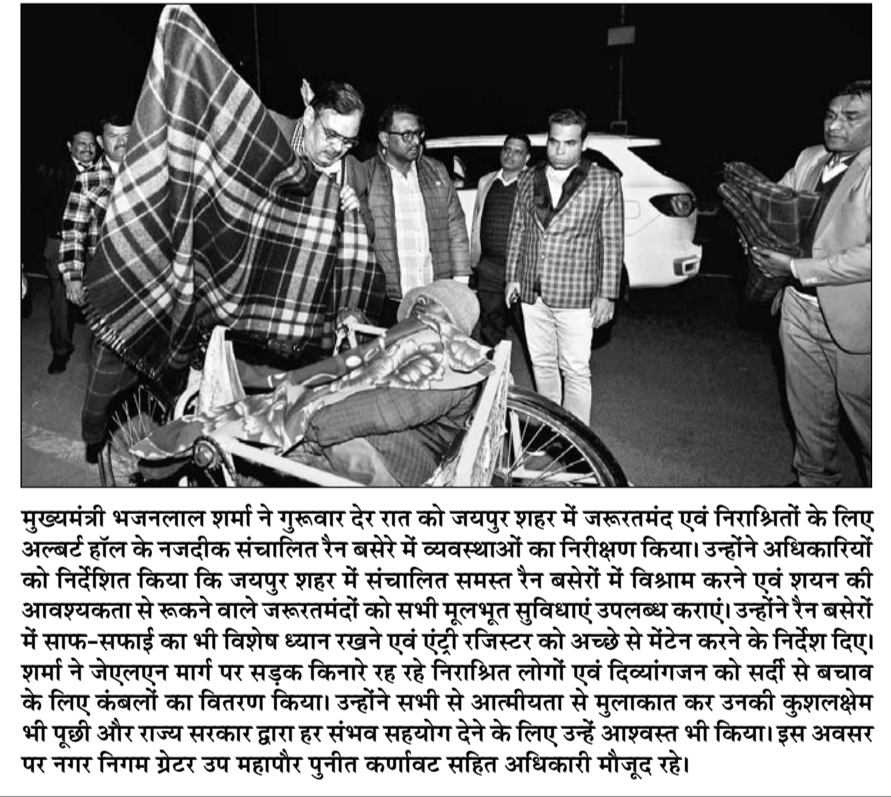 मुख्यमंत्री भजनलाल शर्मा ने गुरूवार देर रात को जयपुर शहर में जरूरतमंद एवं निराश्रितों के लिए
अल्बर्ट हॉल के नजदीक संचालित रैन बसेरे में व्यवस्थाओं का निरीक्षण किया। उन्होंने अधिकारियों
को निर्देशित किया कि जयपुर शहर में संचालित समस्त रैन बसेरों में विश्राम करने एवं शयन की
आवश्यकता से रूकने वाले जरूरतमंदों को सभी मूलभूत सुविधाएं उपलब्ध कराएं। उन्होंने रैन बसेरों
में साफ-सफाई का भी विशेष ध्यान रखने एवं एंट्री रजिस्टर को अच्छे से मेंटेन करने के निर्देश दिए।
शर्मा ने जेएलएन मार्ग पर सड़क किनारे रह रहे निराश्रित लोगों एवं दिव्यांगजन को सर्दी से बचाव
के लिए कंबलों का वितरण किया। उन्होंने सभी से आत्मीयता से मुलाकात कर उनकी कुशलक्षेम
भी पूछी और राज्य सरकार द्वारा हर संभव सहयोग देने के लिए उन्हें आश्वस्त भी किया। इस अवसर
पर नगर निगम ग्रेटर उप महापौर पुनीत कर्णावट सहित अधिकारी मौजूद रहे।